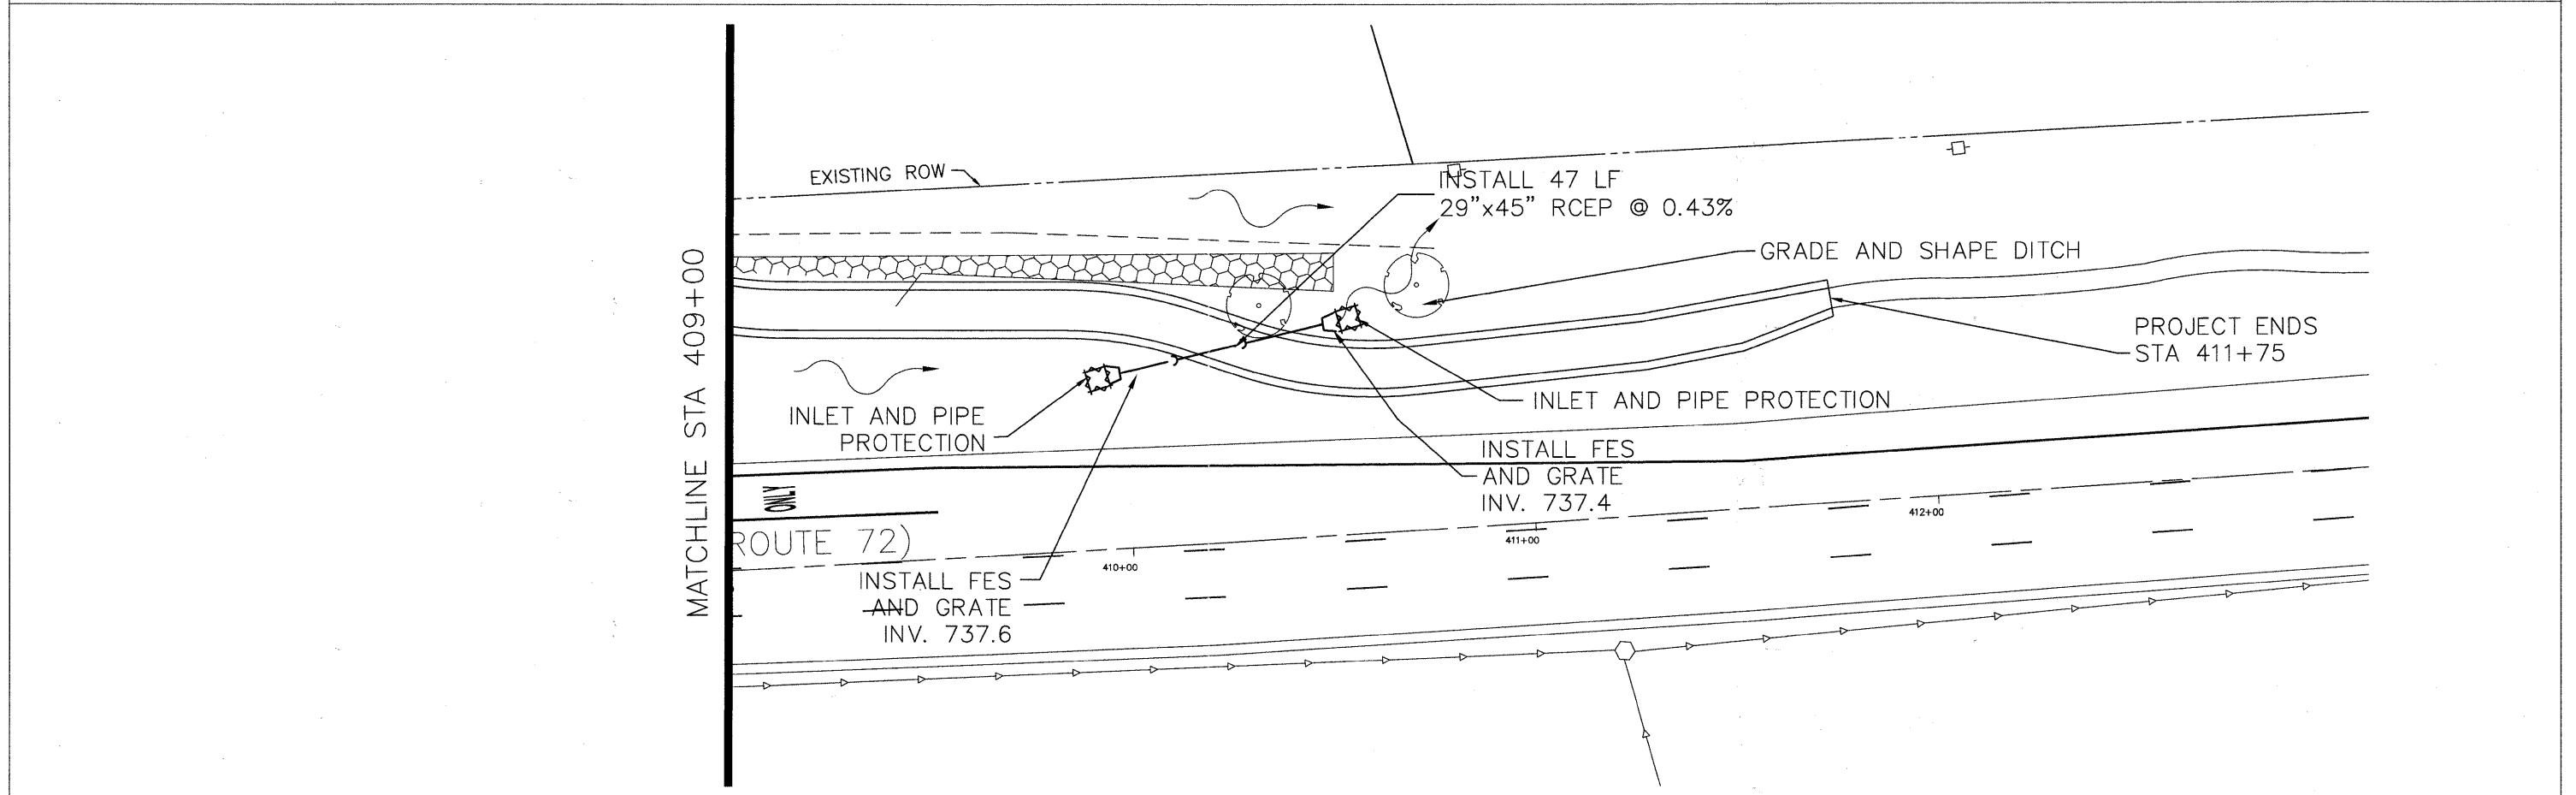 MATCHLINE STA 409+00
EXISTING ROW
INSTALL 47 LF
29"x45" RCEP @ 0.43%
GRADE AND SHAPE DITCH
PROJECT ENDS
STA 411+75
INLET AND PIPE
PROTECTION
INLET AND PIPE PROTECTION
INSTALL FES
AND GRATE
INV. 737.4
ONLY
ROUTE 72)
INSTALL FES
AND GRATE
INV. 737.6
410+00
411+00
412+00